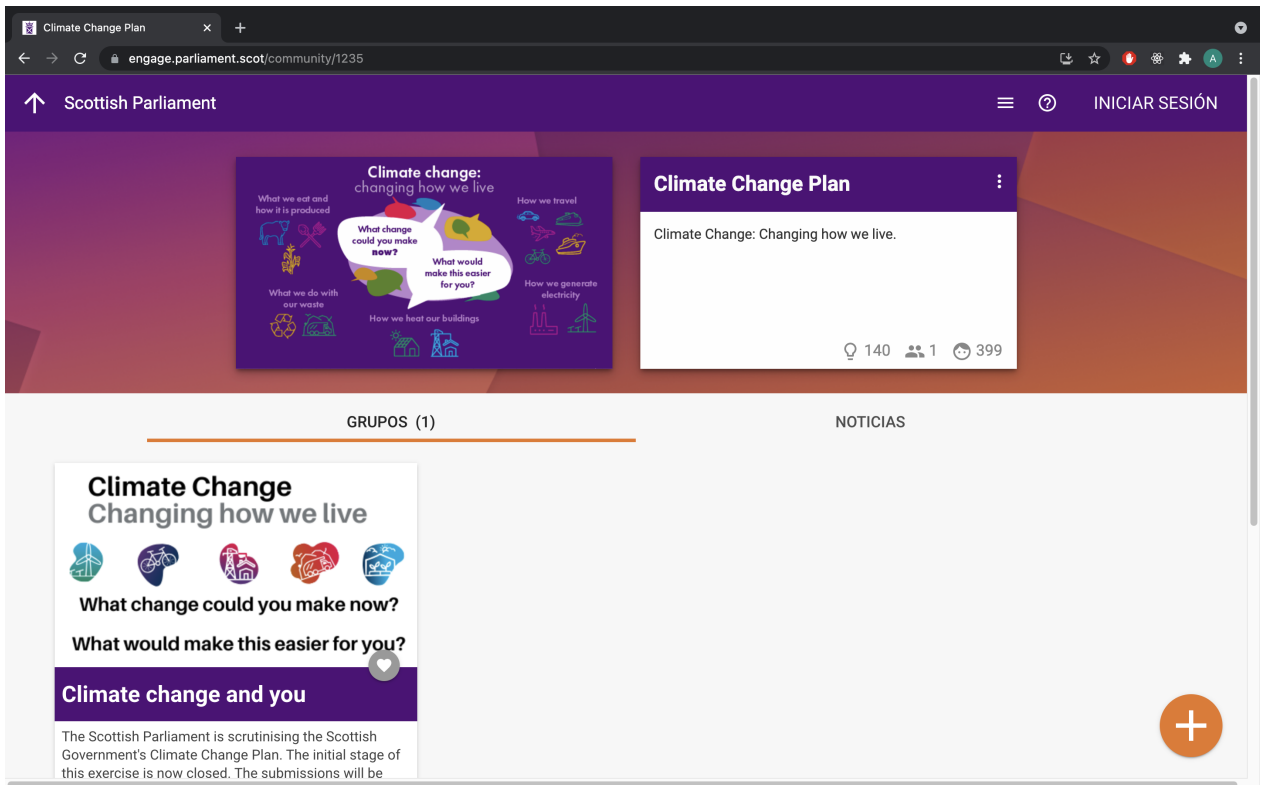 Climate Change Plan
engage.parliament.scot/community/1235
A
Scottish Parliament
INICIAR SESIÓN
Climate change:
changing how we live
What we eat and
how it is produced
What change
could you make
now?
What would
make this easier
for you?
How we travel
What we do with
our waste
How we heat our buildings
How we generate
electricity
Climate Change Plan
Climate Change: Changing how we live.
140 1 399
GRUPOS (1)
NOTICIAS
Climate Change
Changing how we live
What change could you make now?
What would make this easier for you?
Climate change and you
The Scottish Parliament is scrutinising the Scottish
Government's Climate Change Plan. The initial stage of
this exercise is now closed. The submissions will be